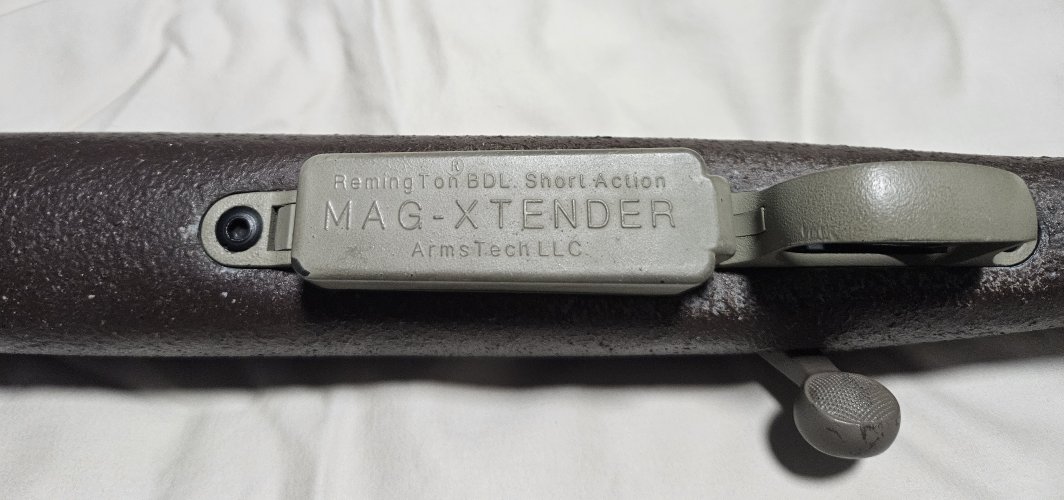 RemingTon® BDL. Short Action
MAG-XTENDER
ArmsTech LLC.